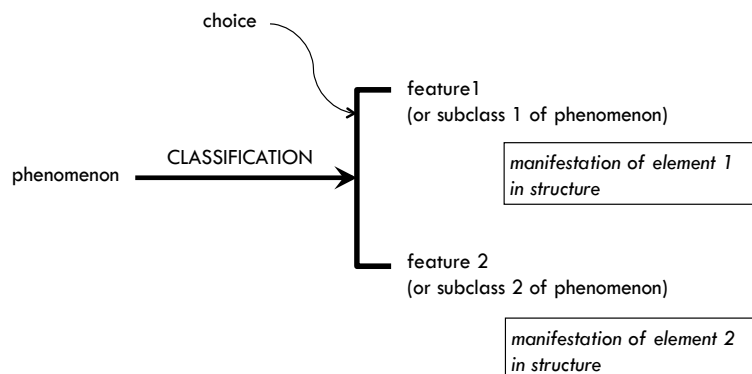 choice
feature1
(or subclass 1 of phenomenon)
CLASSIFICATION
manifestation of element 1
in structure
phenomenon
feature 2
(or subclass 2 of phenomenon)
manifestation of element 2
in structure